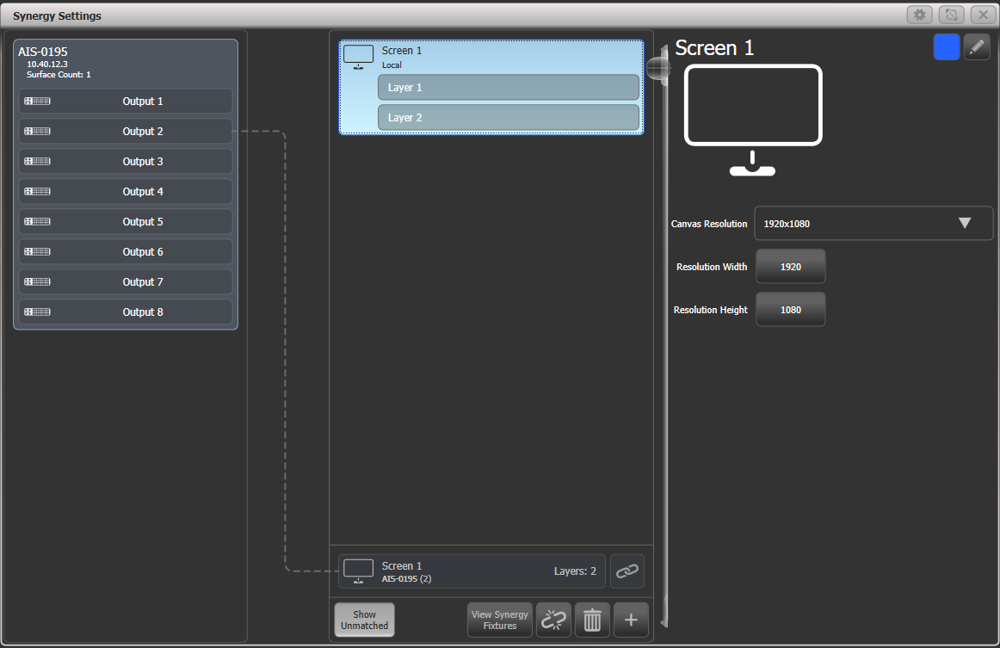 Synergy Settings
AIS-0195
10.40.12.3
Surface Count: 1
Output 1
Output 2
Output 3
Output 4
Output 5
Output 6
Output 7
Output 8
Screen 1
Local
Layer 1
Layer 2
Screen 1
AIS-0195 (2)
Layers: 2
Show
Unmatched
View Synergy
Fixtures
Screen 1
Canvas Resolution
1920x1080
Resolution Width
1920
Resolution Height
1080